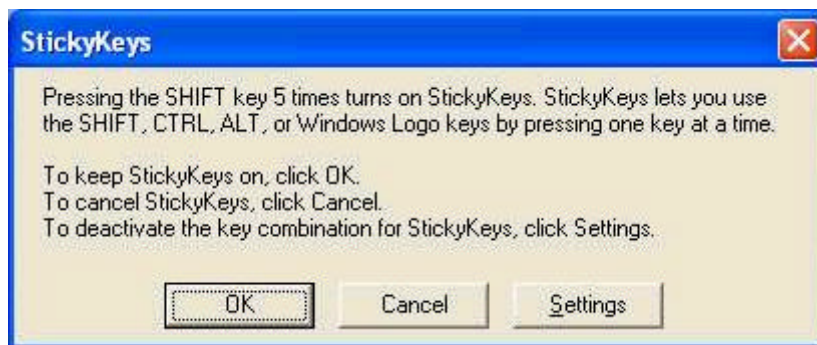 StickyKeys
Pressing the SHIFT key 5 times turns on StickyKeys. StickyKeys lets you use
the SHIFT, CTRL, ALT, or Windows Logo keys by pressing one key at a time.
To keep StickyKeys on, click OK.
To cancel StickyKeys, click Cancel.
To deactivate the key combination for StickyKeys, click Settings.
OK Cancel Settings